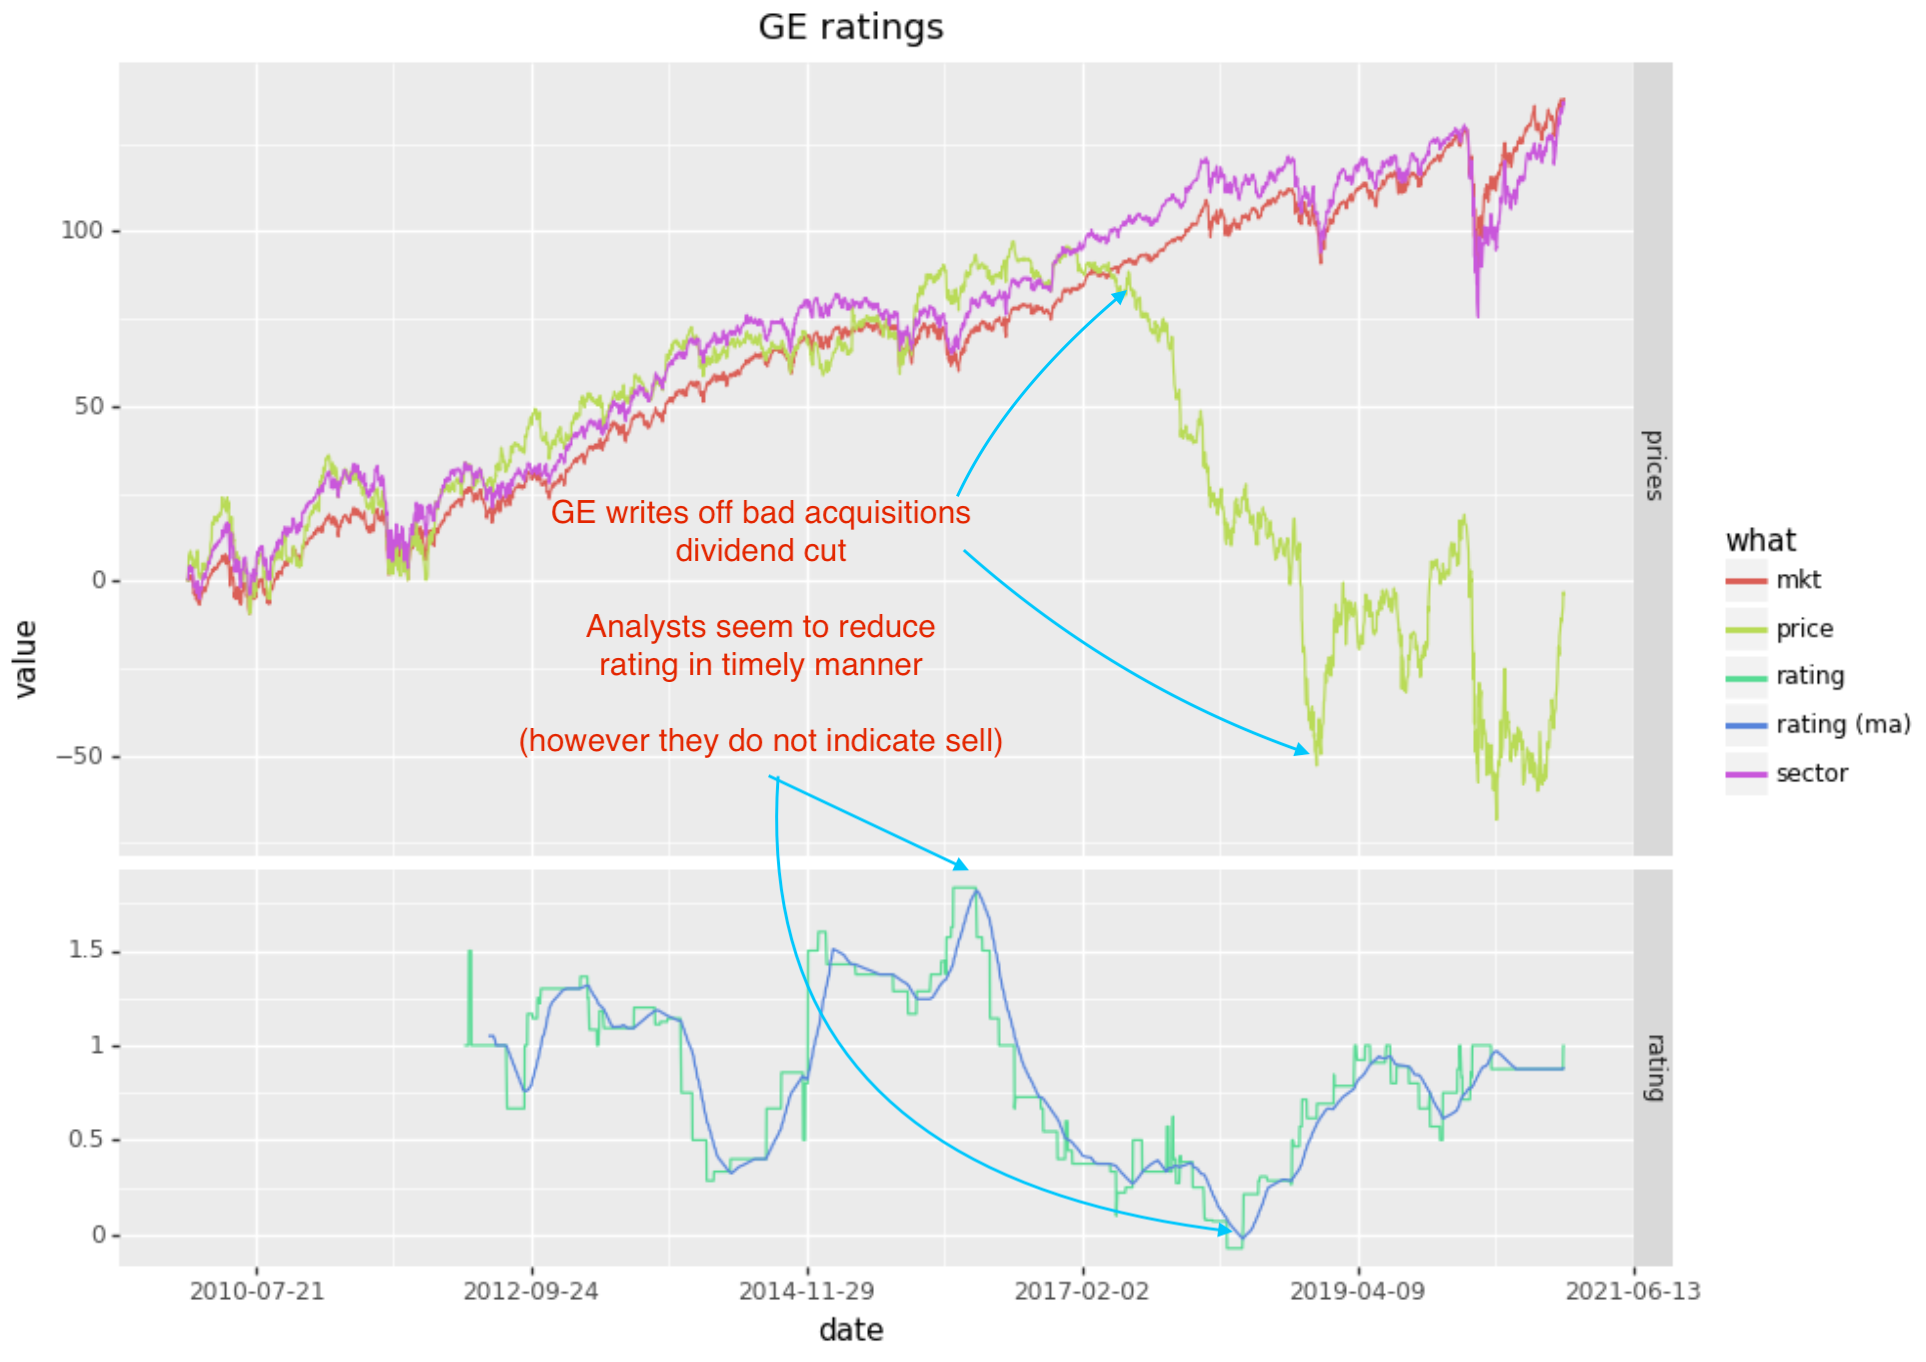 GE ratings
100
50
0
−50
value
prices
GE writes off bad acquisitions
dividend cut
Analysts seem to reduce
rating in timely manner
(however they do not indicate sell)
what
mkt
price
rating
rating (ma)
sector
1.5
1
0.5
0
rating
2010-07-21
2012-09-24
2014-11-29
2017-02-02
2019-04-09
2021-06-13
date